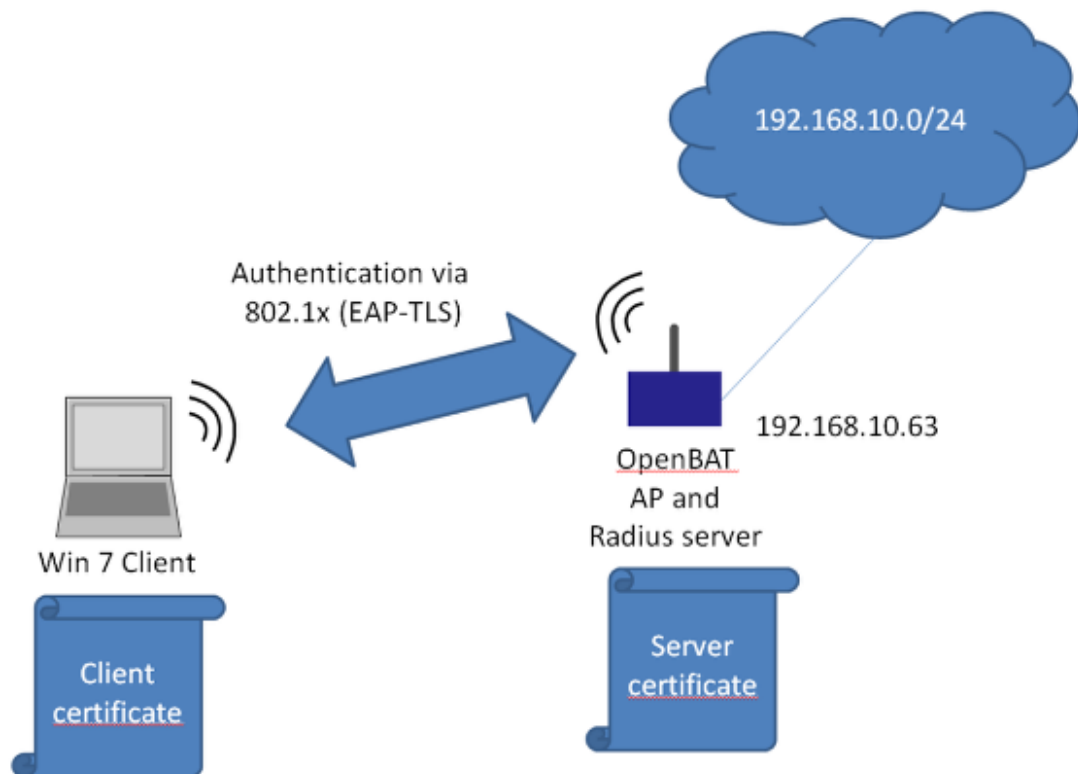 192.168.10.0/24
Authentication via
802.1x (EAP-TLS)
192.168.10.63
OpenBAT
AP and
Radius server
Win 7 Client
Client
certificate
Server
certificate